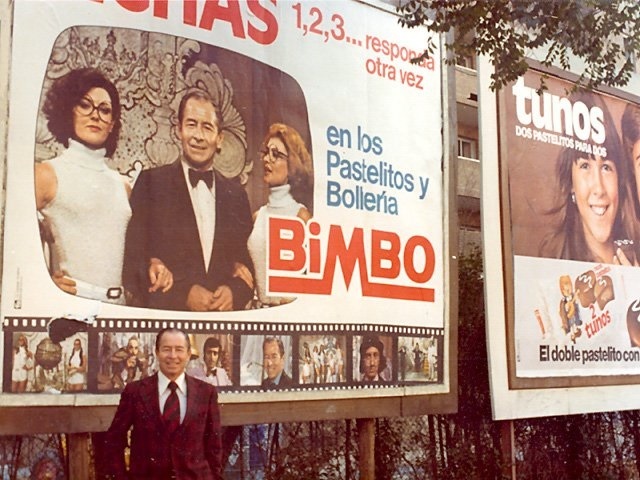 1,2,3... responda
otra vez
en los
Pastelitos y
Bollería
BiMBO
tunos
DOS PASTELITOS PARA DOS
2
tunos
El doble pastelito con